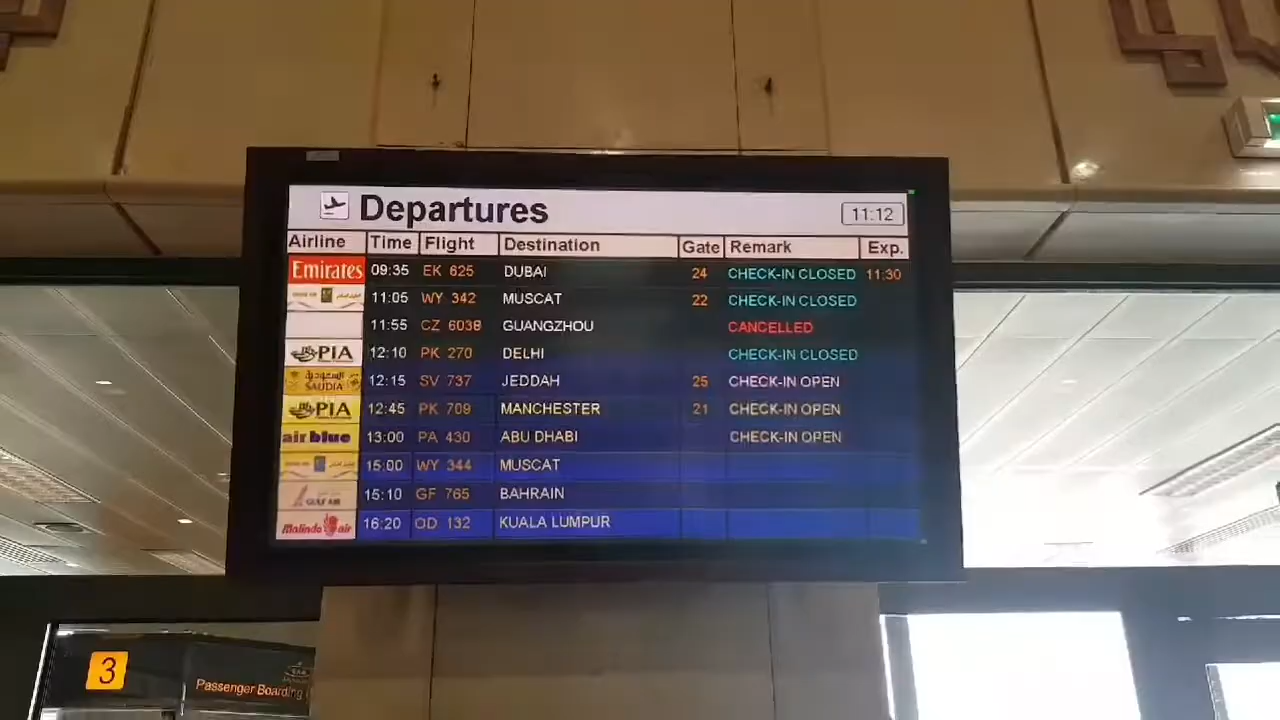 Departures 11:12
Airline Time Flight Destination Gate Remark Exp.
Emirates 09:35 EK 625 DUBAI 24 CHECK-IN CLOSED 11:30
11:05 WY 342 MUSCAT 22 CHECK-IN CLOSED
11:55 CZ 6038 GUANGZHOU CANCELLED
PIA 12:10 PK 270 DELHI CHECK-IN CLOSED
السعودية
SAUDIA 12:15 SV 737 JEDDAH 25 CHECK-IN OPEN
PIA 12:45 PK 709 MANCHESTER 21 CHECK-IN OPEN
air blue 13:00 PA 430 ABU DHABI CHECK-IN OPEN
15:00 WY 344 MUSCAT
GULF AIR 15:10 GF 765 BAHRAIN
Malindo air 16:20 OD 132 KUALA LUMPUR
3
Passenger Boarding